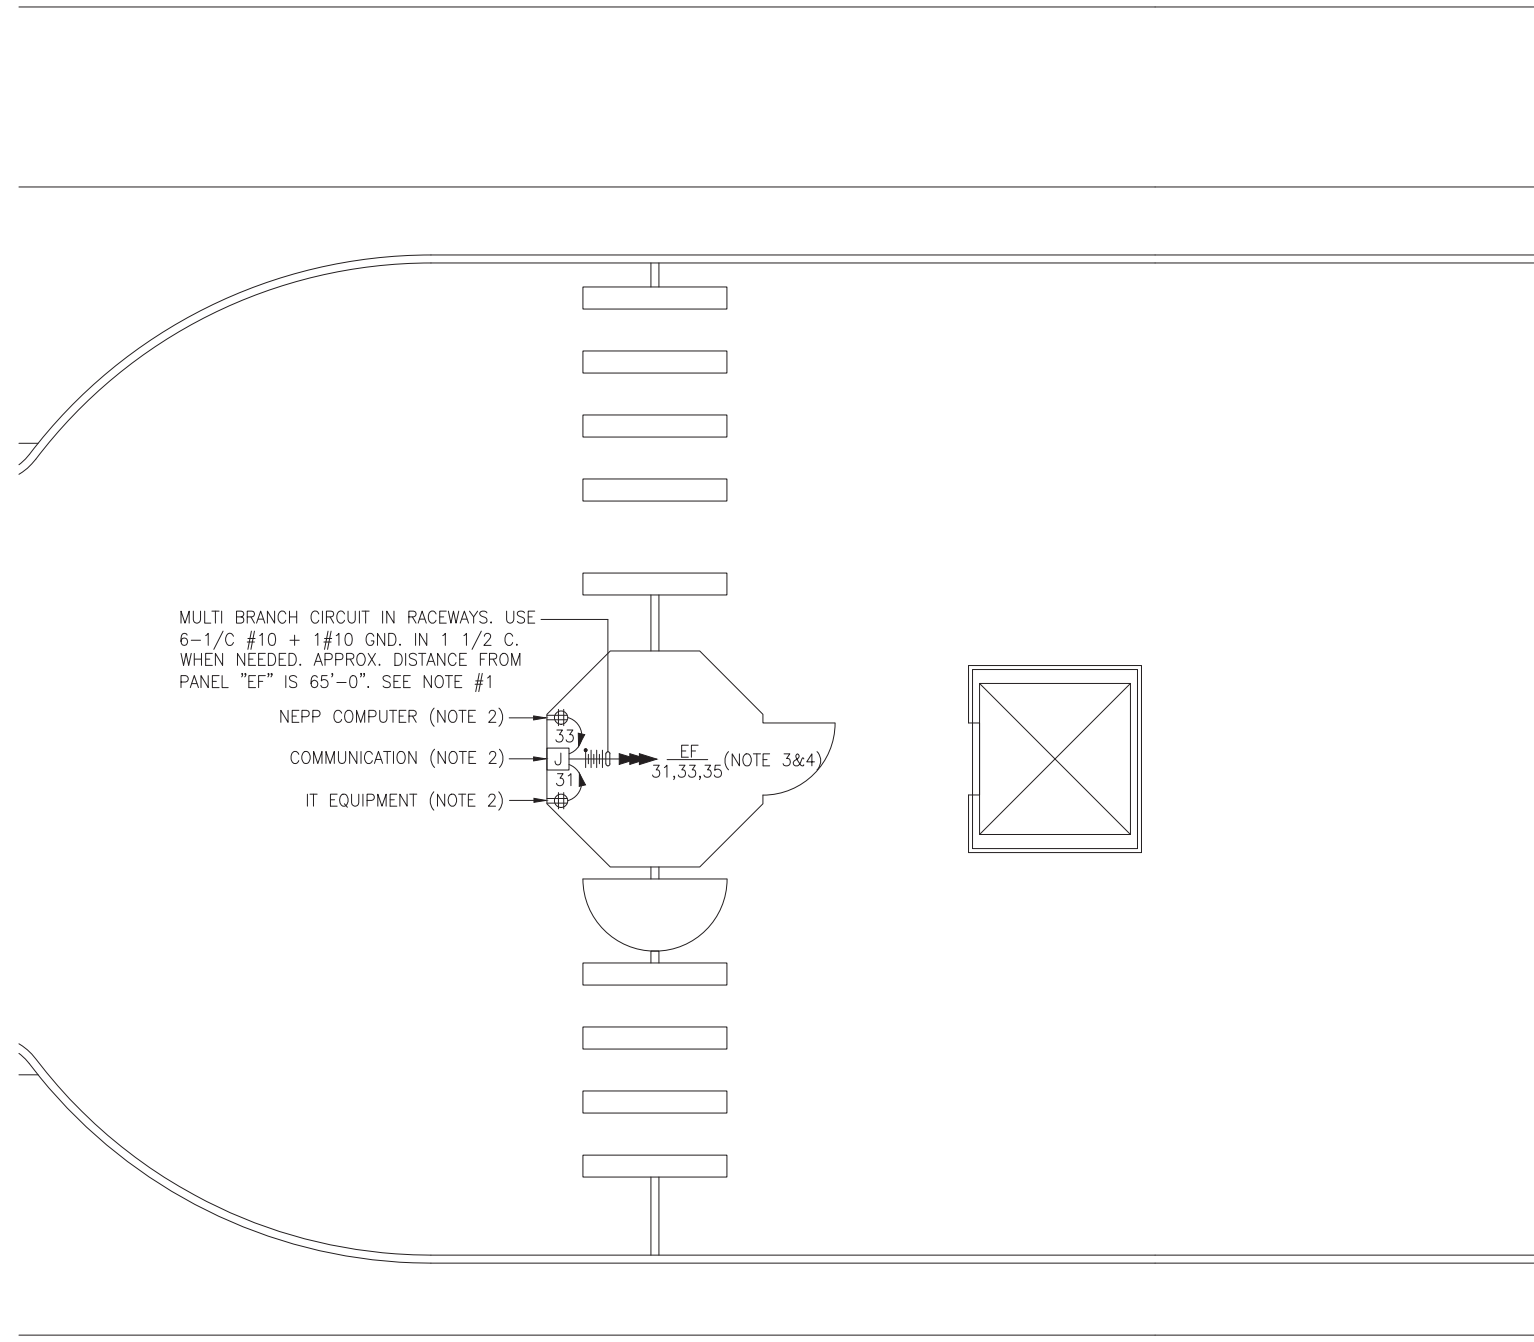 MULTI BRANCH CIRCUIT IN RACEWAYS. USE
6-1/C #10 + 1#10 GND. IN 1 1/2 C.
WHEN NEEDED. APPROX. DISTANCE FROM
PANEL "EF" IS 65'-0". SEE NOTE #1
NEPP COMPUTER (NOTE 2)
33
COMMUNICATION (NOTE 2)
J
EF
31,33,35
(NOTE 3&4)
31
IT EQUIPMENT (NOTE 2)